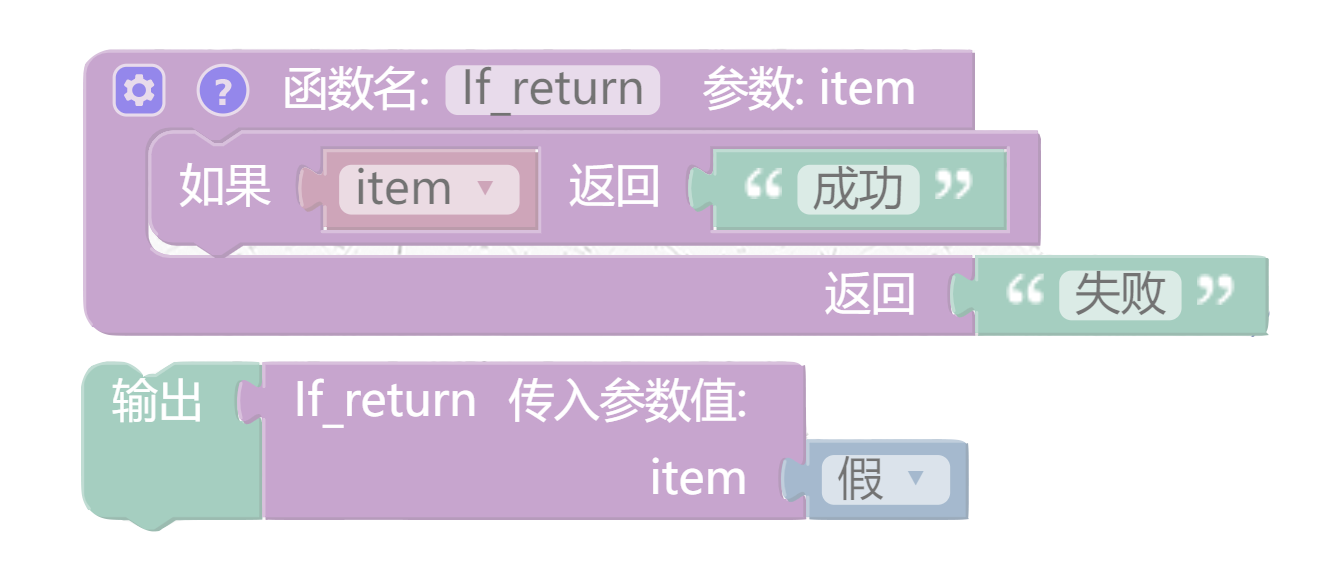 ? 函数名: If_return 参数: item
如果 item ▾ 返回 “ 成功 ”
返回 “ 失败 ”
输出 If_return 传入参数值:
item 假 ▾